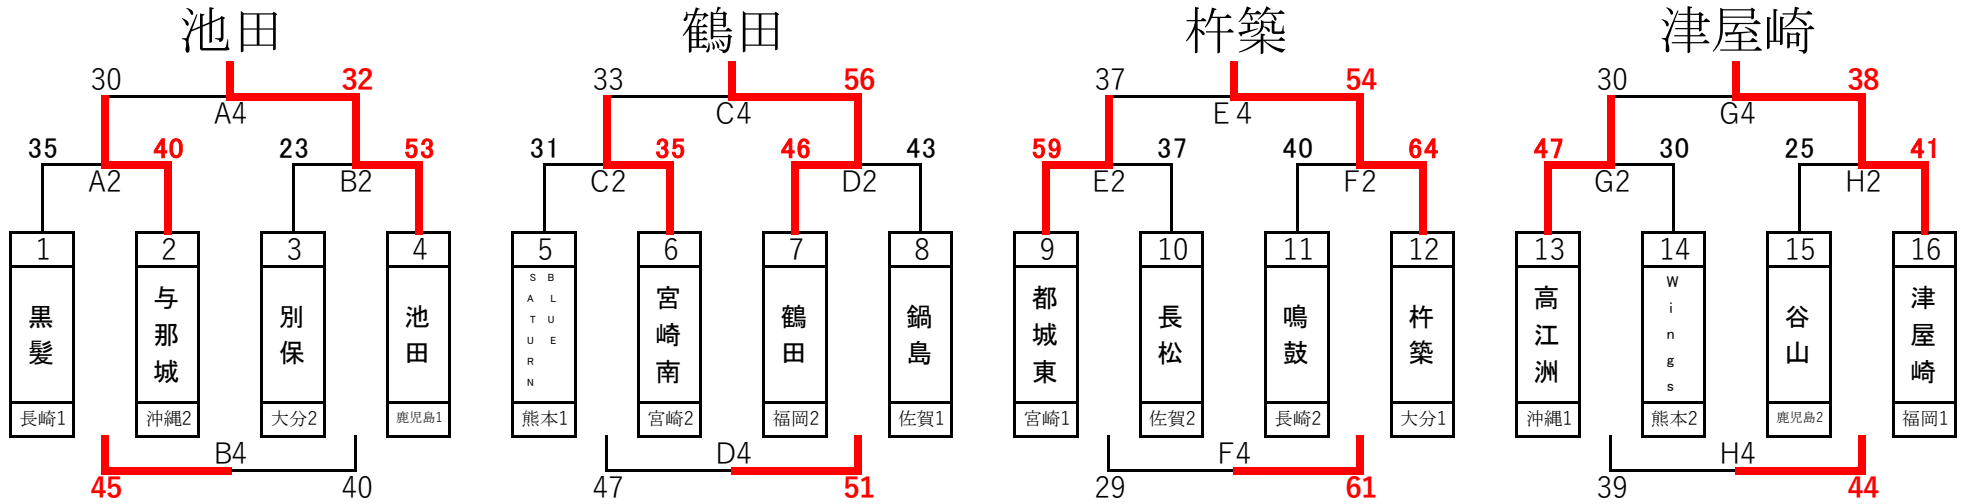 池田 鶴田 杵築 津屋崎
30 32 33 56 37 54 30 38
A4 C4 E4 G4
35 40 23 53 31 35 46 43 59 37 40 64 47 30 25 41
A2 B2 C2 D2 E2 F2 G2 H2
1 2 3 4 5 6 7 8 9 10 11 12 13 14 15 16
黒髪
与那城
別保
池田
BLUE
SATURN
宮崎南
鶴田
鍋島
都城東
長松
鳴鼓
杵築
高江洲
Wings
谷山
津屋崎
長崎1 沖縄2 大分2 鹿児島1 熊本1 宮崎2 福岡2 佐賀1 宮崎1 佐賀2 長崎2 大分1 沖縄1 熊本2 鹿児島2 福岡1
B4 D4 F4 H4
45 40 47 51 29 61 39 44